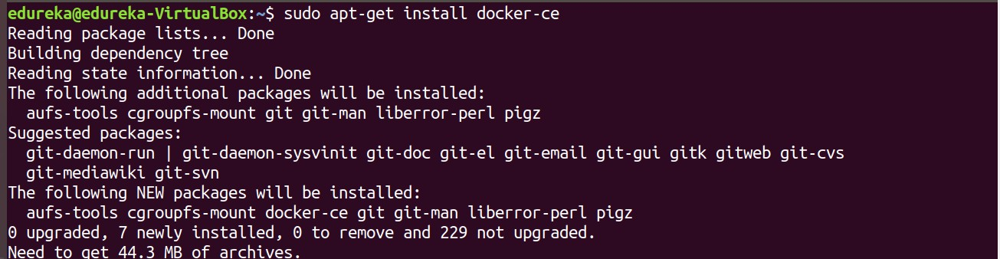 edureka@edureka-VirtualBox:~$ sudo apt-get install docker-ce
Reading package lists... Done
Building dependency tree
Reading state information... Done
The following additional packages will be installed:
  aufs-tools cgroupfs-mount git git-man liberror-perl pigz
Suggested packages:
  git-daemon-run | git-daemon-sysvinit git-doc git-el git-email git-gui gitk gitweb git-cvs
  git-mediawiki git-svn
The following NEW packages will be installed:
  aufs-tools cgroupfs-mount docker-ce git git-man liberror-perl pigz
0 upgraded, 7 newly installed, 0 to remove and 229 not upgraded.
Need to get 44.3 MB of archives.